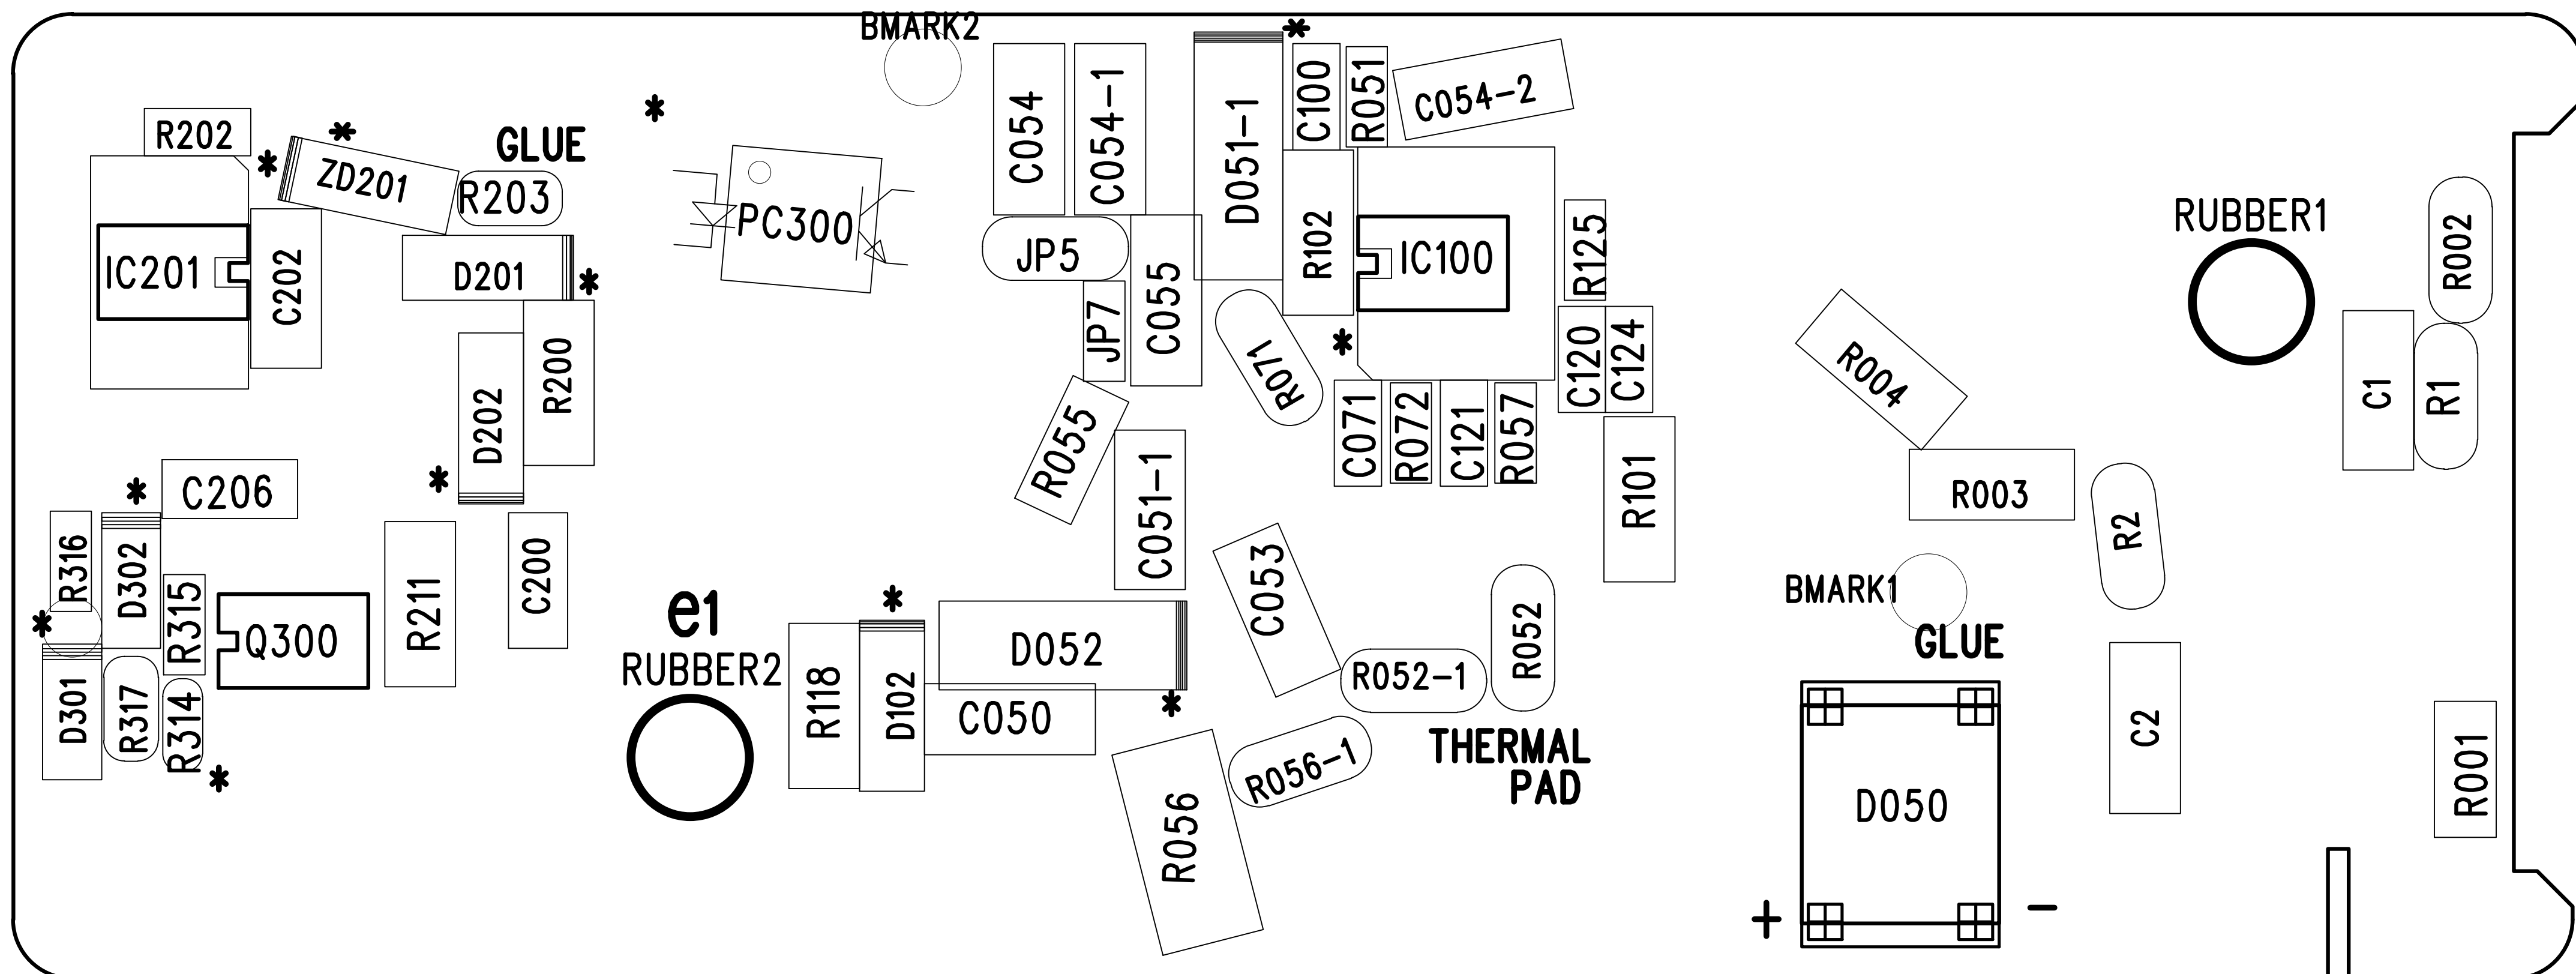 BMARK2
*
*
R202
*
*
ZD201
GLUE
R203
C054
C054-1
D051-1
C100
R051
C054-2
PC300
IC201
C202
D201
*
JP5
JP7
C055
R102
IC100
R125
*
R071
C120
C124
R200
D202
*
RUBBER1
R002
C1
R1
R004
R055
C071
R072
C121
R057
R101
C206
*
R316
D302
R315
*
Q300
R211
C200
C051-1
C053
R003
R2
BMARK1
GLUE
e1
RUBBER2
*
D052
*
R118
D102
C050
R052-1
R052
D301
R317
R314
*
THERMAL
PAD
R056-1
R056
D050
C2
R001
+
-